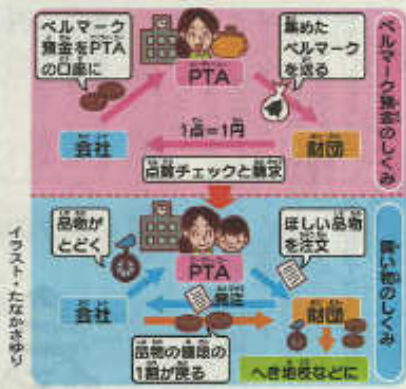 ベルマーク
預金をPTA
の口座に
集めた
ベルマーク
を送る
PTA
ベルマーク預金のしくみ
会社
1点=1円
財団
点数チェックと請求
品物が
とどく
ほしい品物
を注文
PTA
買い物のしくみ
会社
発注
財団
品物の値段の
1割が戻る
へき地校などに
イラスト・たなかさゆり